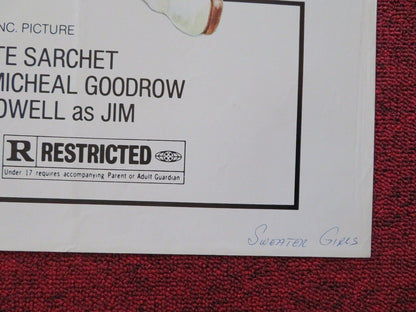 NC. PICTURE
TE SARCHET
MICHEAL GOODROW
OWELL as JIM
R RESTRICTED
Under 17 requires accompanying Parent or Adult Guardian
Sweater Girls